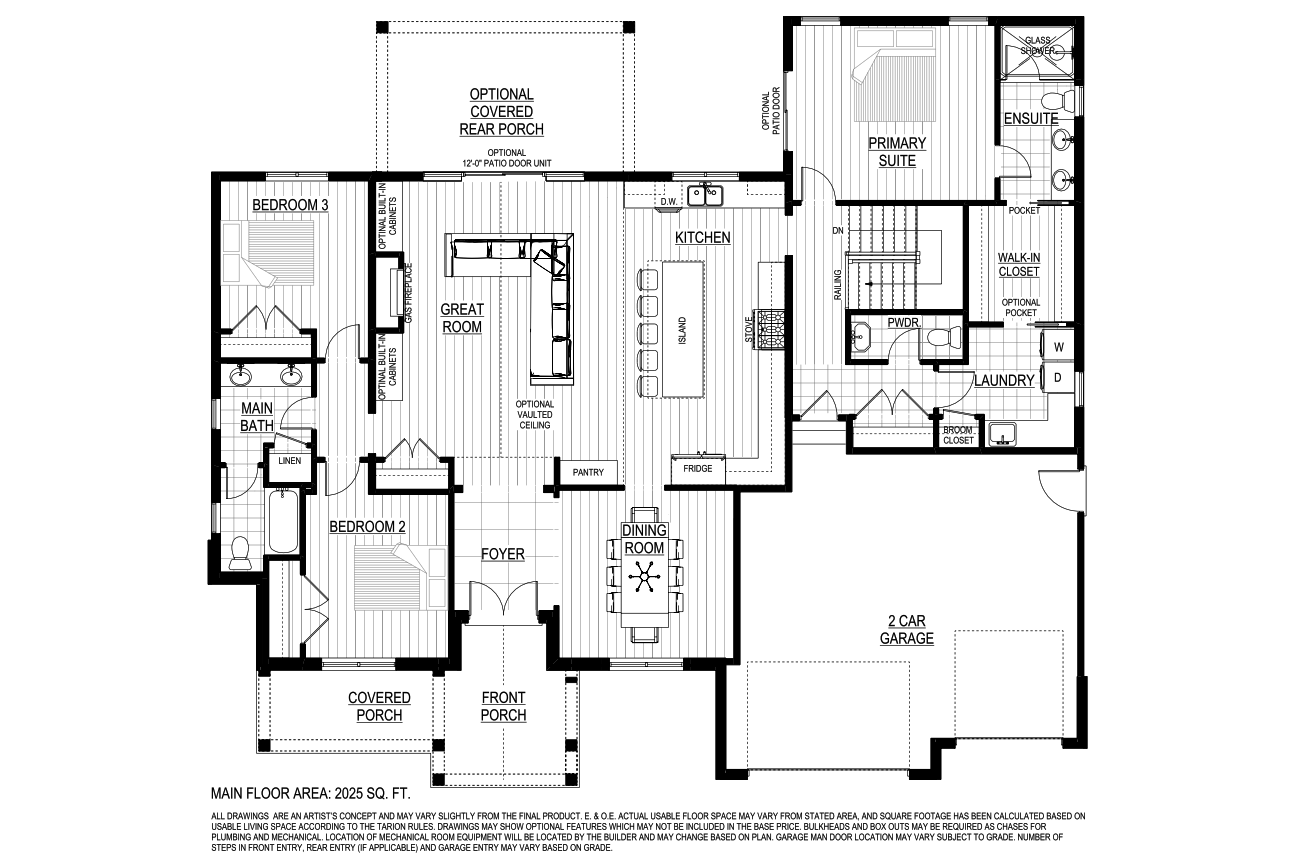 GLASS
SHOWER
OPTIONAL
COVERED
REAR PORCH
OPTIONAL
PATIO DOOR
ENSUITE
PRIMARY
SUITE
OPTIONAL
12'-0" PATIO DOOR UNIT
BEDROOM 3
OPTINAL BUILT-IN
CABINETS
D.W.
POCKET
KITCHEN
DN
WALK-IN
CLOSET
GAS FIREPLACE
RAILING
OPTIONAL
POCKET
GREAT
ROOM
ISLAND
STOVE
PWDR.
W
OPTINAL BUILT-IN
CABINETS
D
LAUNDRY
MAIN
BATH
OPTIONAL
VAULTED
CEILING
BROOM
CLOSET
LINEN
PANTRY
FRIDGE
BEDROOM 2
DINING
ROOM
FOYER
2 CAR
GARAGE
COVERED
PORCH
FRONT
PORCH
MAIN FLOOR AREA: 2025 SQ. FT.
ALL DRAWINGS ARE AN ARTIST'S CONCEPT AND MAY VARY SLIGHTLY FROM THE FINAL PRODUCT. E. & O.E. ACTUAL USABLE FLOOR SPACE MAY VARY FROM STATED AREA, AND SQUARE FOOTAGE HAS BEEN CALCULATED BASED ON
USABLE LIVING SPACE ACCORDING TO THE TARION RULES. DRAWINGS MAY SHOW OPTIONAL FEATURES WHICH MAY NOT BE INCLUDED IN THE BASE PRICE. BULKHEADS AND BOX OUTS MAY BE REQUIRED AS CHASES FOR
PLUMBING AND MECHANICAL. LOCATION OF MECHANICAL ROOM EQUIPMENT WILL BE LOCATED BY THE BUILDER AND MAY CHANGE BASED ON PLAN. GARAGE MAN DOOR LOCATION MAY VARY SUBJECT TO GRADE. NUMBER OF
STEPS IN FRONT ENTRY, REAR ENTRY (IF APPLICABLE) AND GARAGE ENTRY MAY VARY BASED ON GRADE.